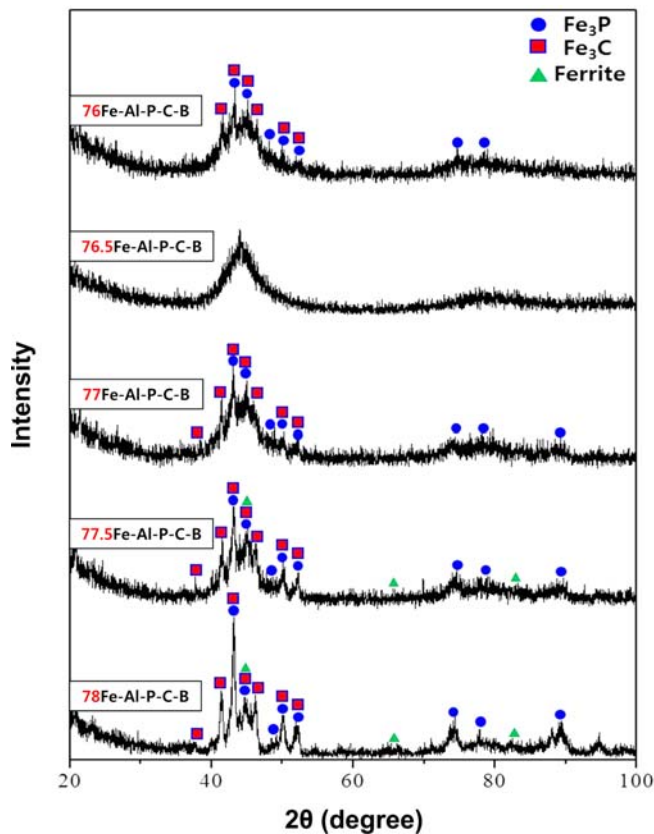 Fe₃P
Fe₃C
Ferrite
76Fe-Al-P-C-B
76.5Fe-Al-P-C-B
77Fe-Al-P-C-B
77.5Fe-Al-P-C-B
78Fe-Al-P-C-B
Intensity
20 40 60 80 100
2θ (degree)